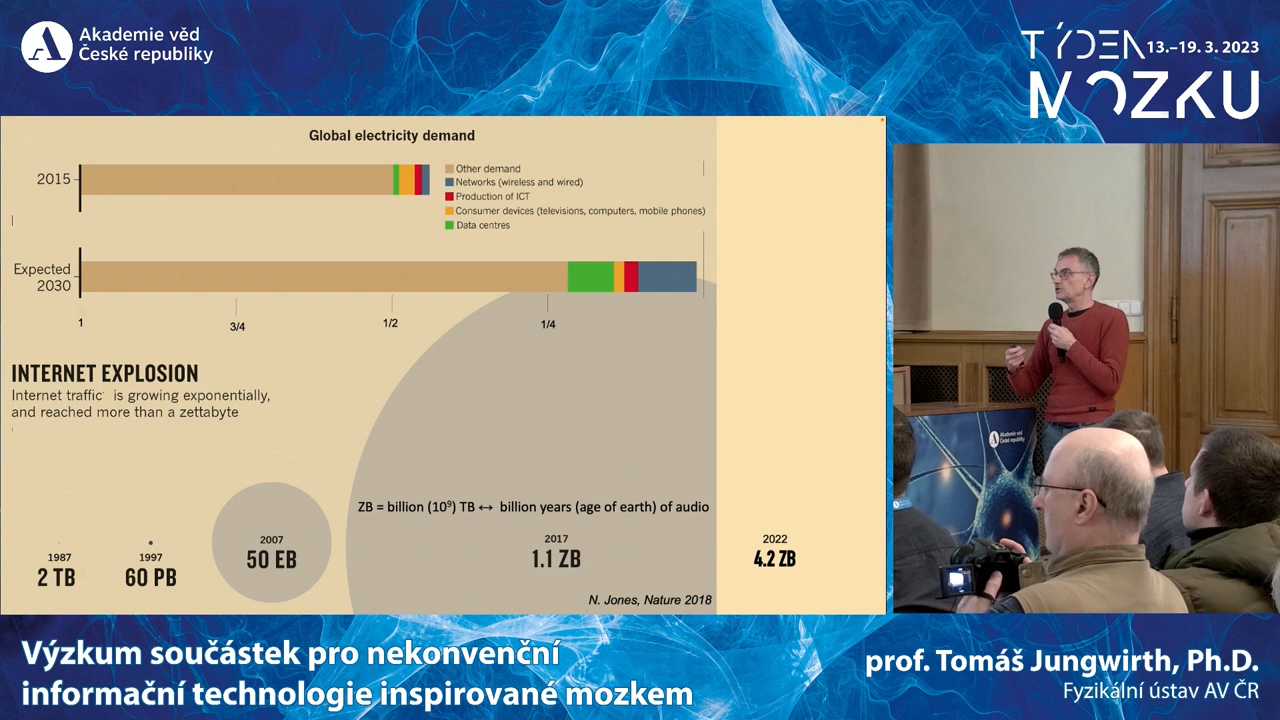 Akademie věd
České republiky
TÝDEN 13.–19. 3. 2023
MOZKU
Global electricity demand
2015
Other demand
Networks (wireless and wired)
Production of ICT
Consumer devices (televisions, computers, mobile phones)
Data centres
Expected
2030
1
3/4
1/2
1/4
INTERNET EXPLOSION
Internet traffic is growing exponentially,
and reached more than a zettabyte
ZB = billion (10⁹) TB ↔ billion years (age of earth) of audio
1987
2 TB
1997
60 PB
2007
50 EB
2017
1.1 ZB
2022
4.2 ZB
N. Jones, Nature 2018
Akademie věd
České republiky
Výzkum součástek pro nekonvenční
informační technologie inspirované mozkem
prof. Tomáš Jungwirth, Ph.D.
Fyzikální ústav AV ČR